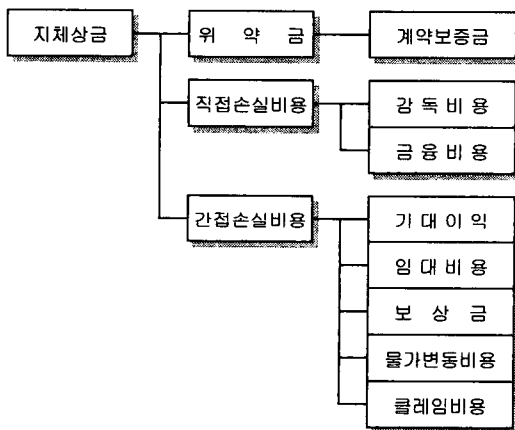 지체상금
위 약 금
계약보증금
직접손실비용
감독비용
금융비용
간접손실비용
기대이익
임대비용
보 상 금
물가변동비용
클레임비용